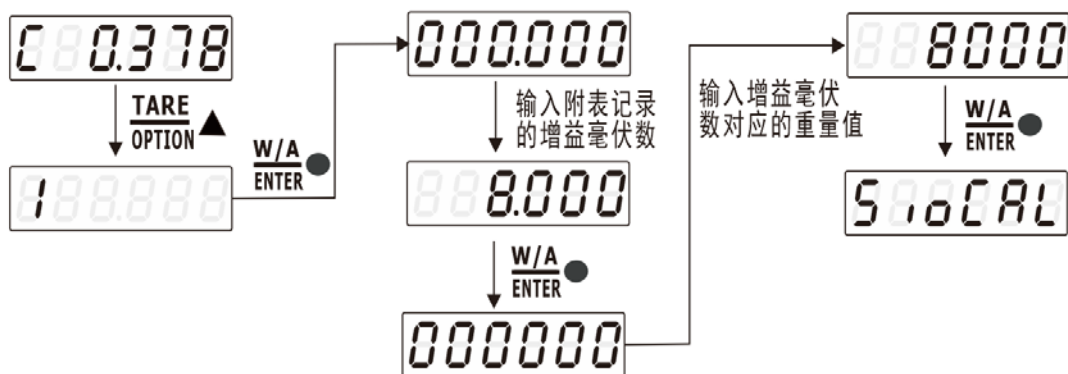 C 0.378
TARE
OPTION
1
W/A
ENTER
000.000
输入附表记录
的增益毫伏数
8.000
W/A
ENTER
000000
输入增益毫伏
数对应的重量值
8000
W/A
ENTER
SioCAL